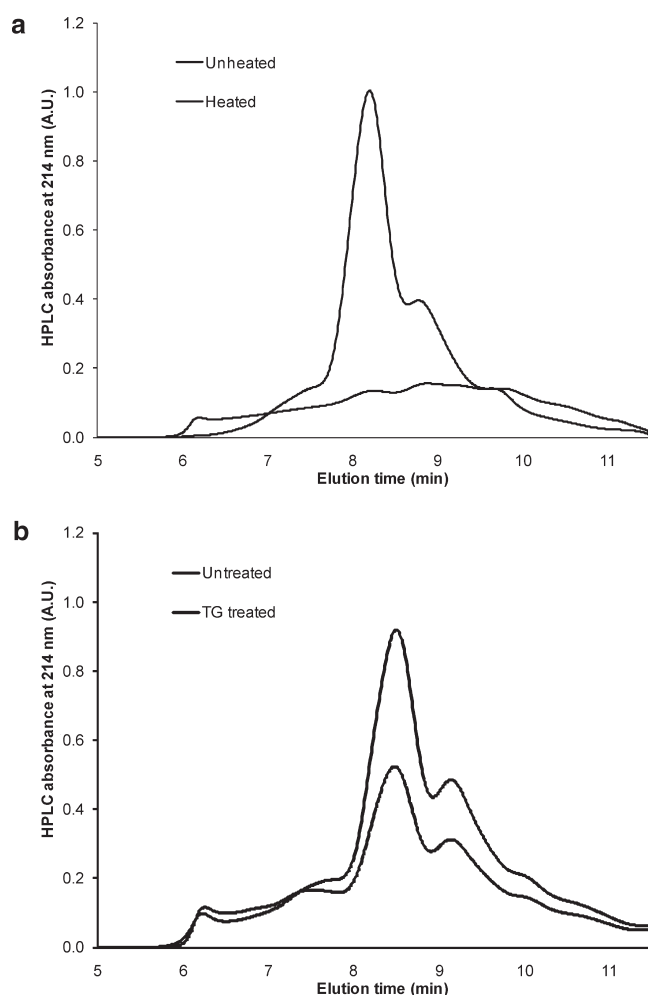 a
HPLC absorbance at 214 nm (A.U.)
1.2
1.0
0.8
0.6
0.4
0.2
0.0
Unheated
Heated
5 6 7 8 9 10 11
Elution time (min)
b
HPLC absorbance at 214 nm (A.U.)
1.2
1.0
0.8
0.6
0.4
0.2
0.0
Untreated
TG treated
5 6 7 8 9 10 11
Elution time (min)